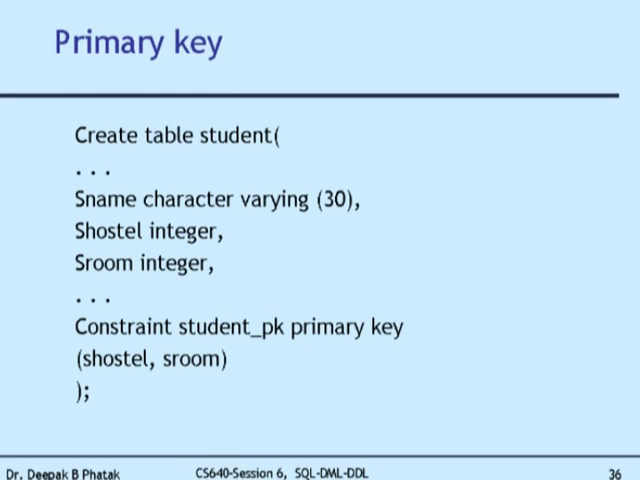 Primary key
Create table student(
. . .
Sname character varying (30),
Shostel integer,
Sroom integer,
. . .
Constraint student_pk primary key
(shostel, sroom)
);
Dr. Deepak B Phatak CS640-Session 6, SQL-DML-DDL 36